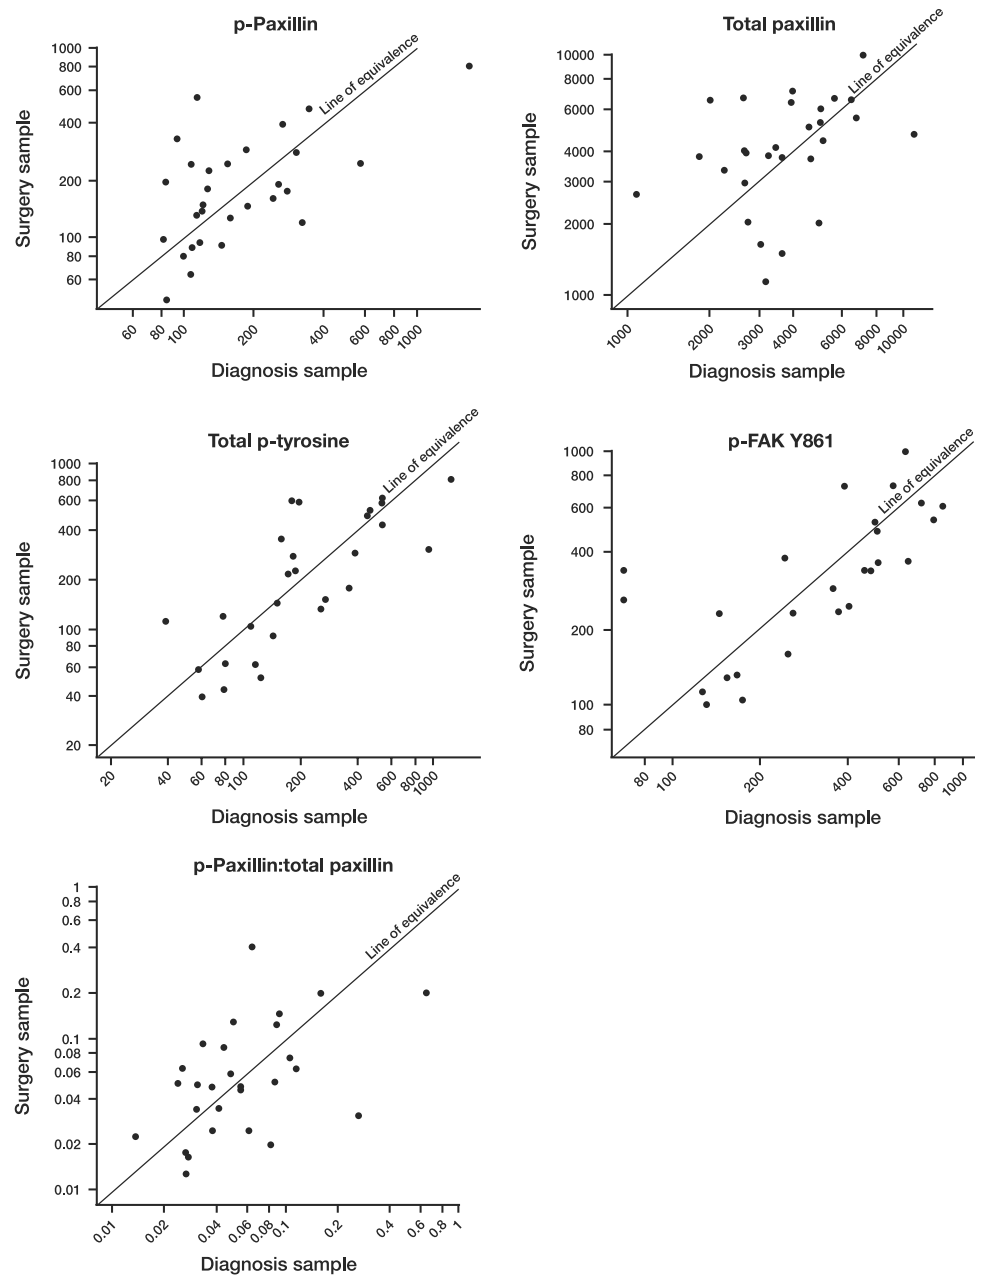 p-Paxillin
1000
800
600
400
200
100
80
60
Surgery sample
Line of equivalence
60 80 100 200 400 600 800 1000
Diagnosis sample
Total paxillin
10000
8000
6000
4000
3000
2000
1000
Surgery sample
Line of equivalence
1000 2000 3000 4000 6000 8000 10000
Diagnosis sample
Total p-tyrosine
1000
800
600
400
200
100
80
60
40
20
Surgery sample
Line of equivalence
20 40 60 80 100 200 400 600 800 1000
Diagnosis sample
p-FAK Y861
1000
800
600
400
200
100
80
Surgery sample
Line of equivalence
80 100 200 400 600 800 1000
Diagnosis sample
p-Paxillin:total paxillin
1
0.8
0.6
0.4
0.2
0.1
0.08
0.06
0.04
0.02
0.01
Surgery sample
Line of equivalence
0.01 0.02 0.04 0.06 0.08 0.1 0.2 0.4 0.6 0.8 1
Diagnosis sample